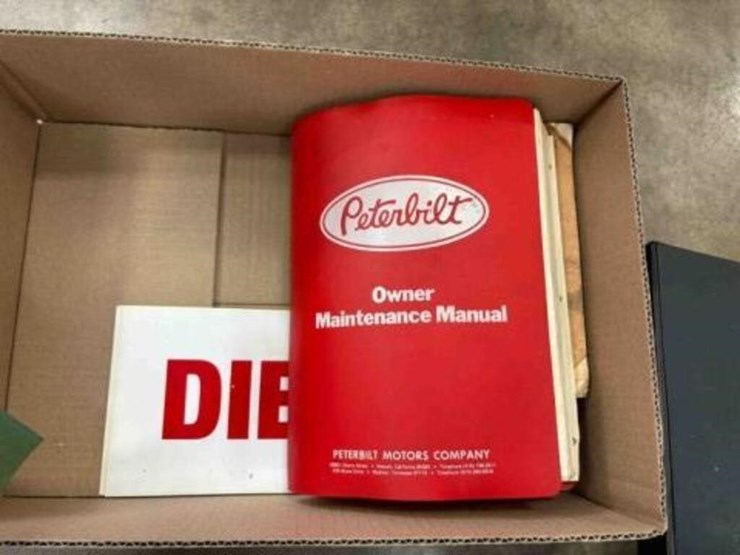 Peterbilt
Owner
Maintenance Manual
DIE
PETERBILT MOTORS COMPANY